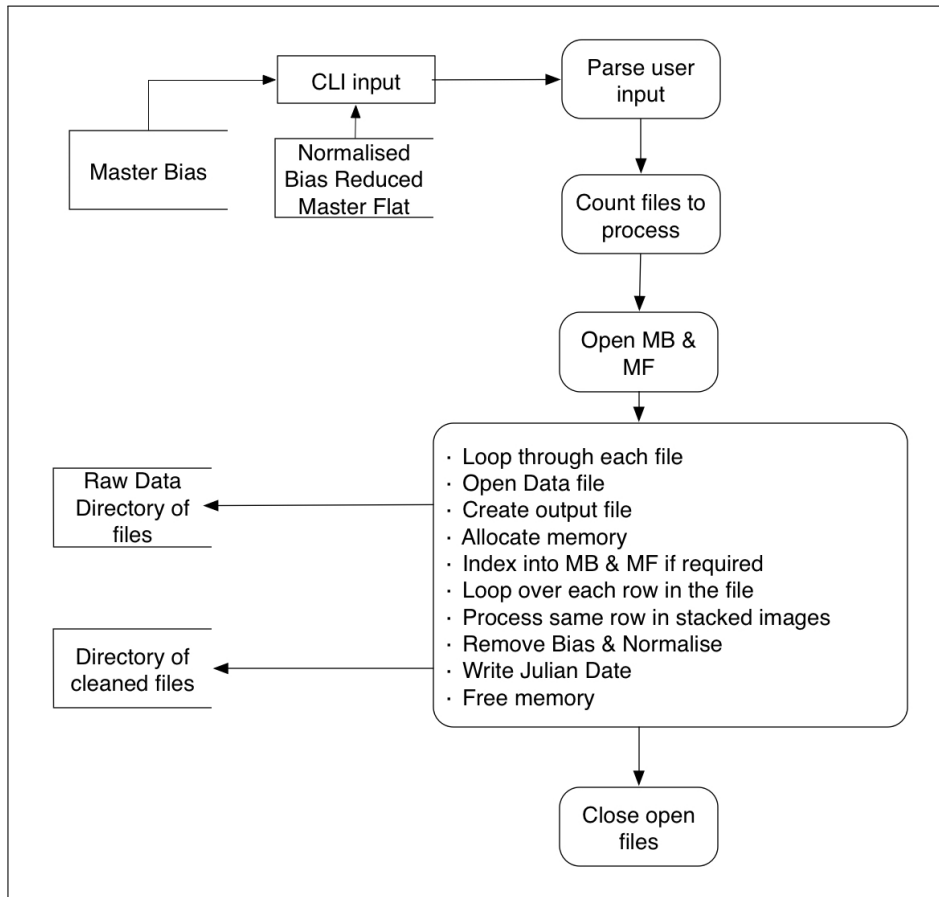 CLI input
Parse user
input
Master Bias
Normalised
Bias Reduced
Master Flat
Count files to
process
Open MB &
MF
· Loop through each file
· Open Data file
· Create output file
· Allocate memory
· Index into MB & MF if required
· Loop over each row in the file
· Process same row in stacked images
· Remove Bias & Normalise
· Write Julian Date
· Free memory
Raw Data
Directory of
files
Directory of
cleaned files
Close open
files